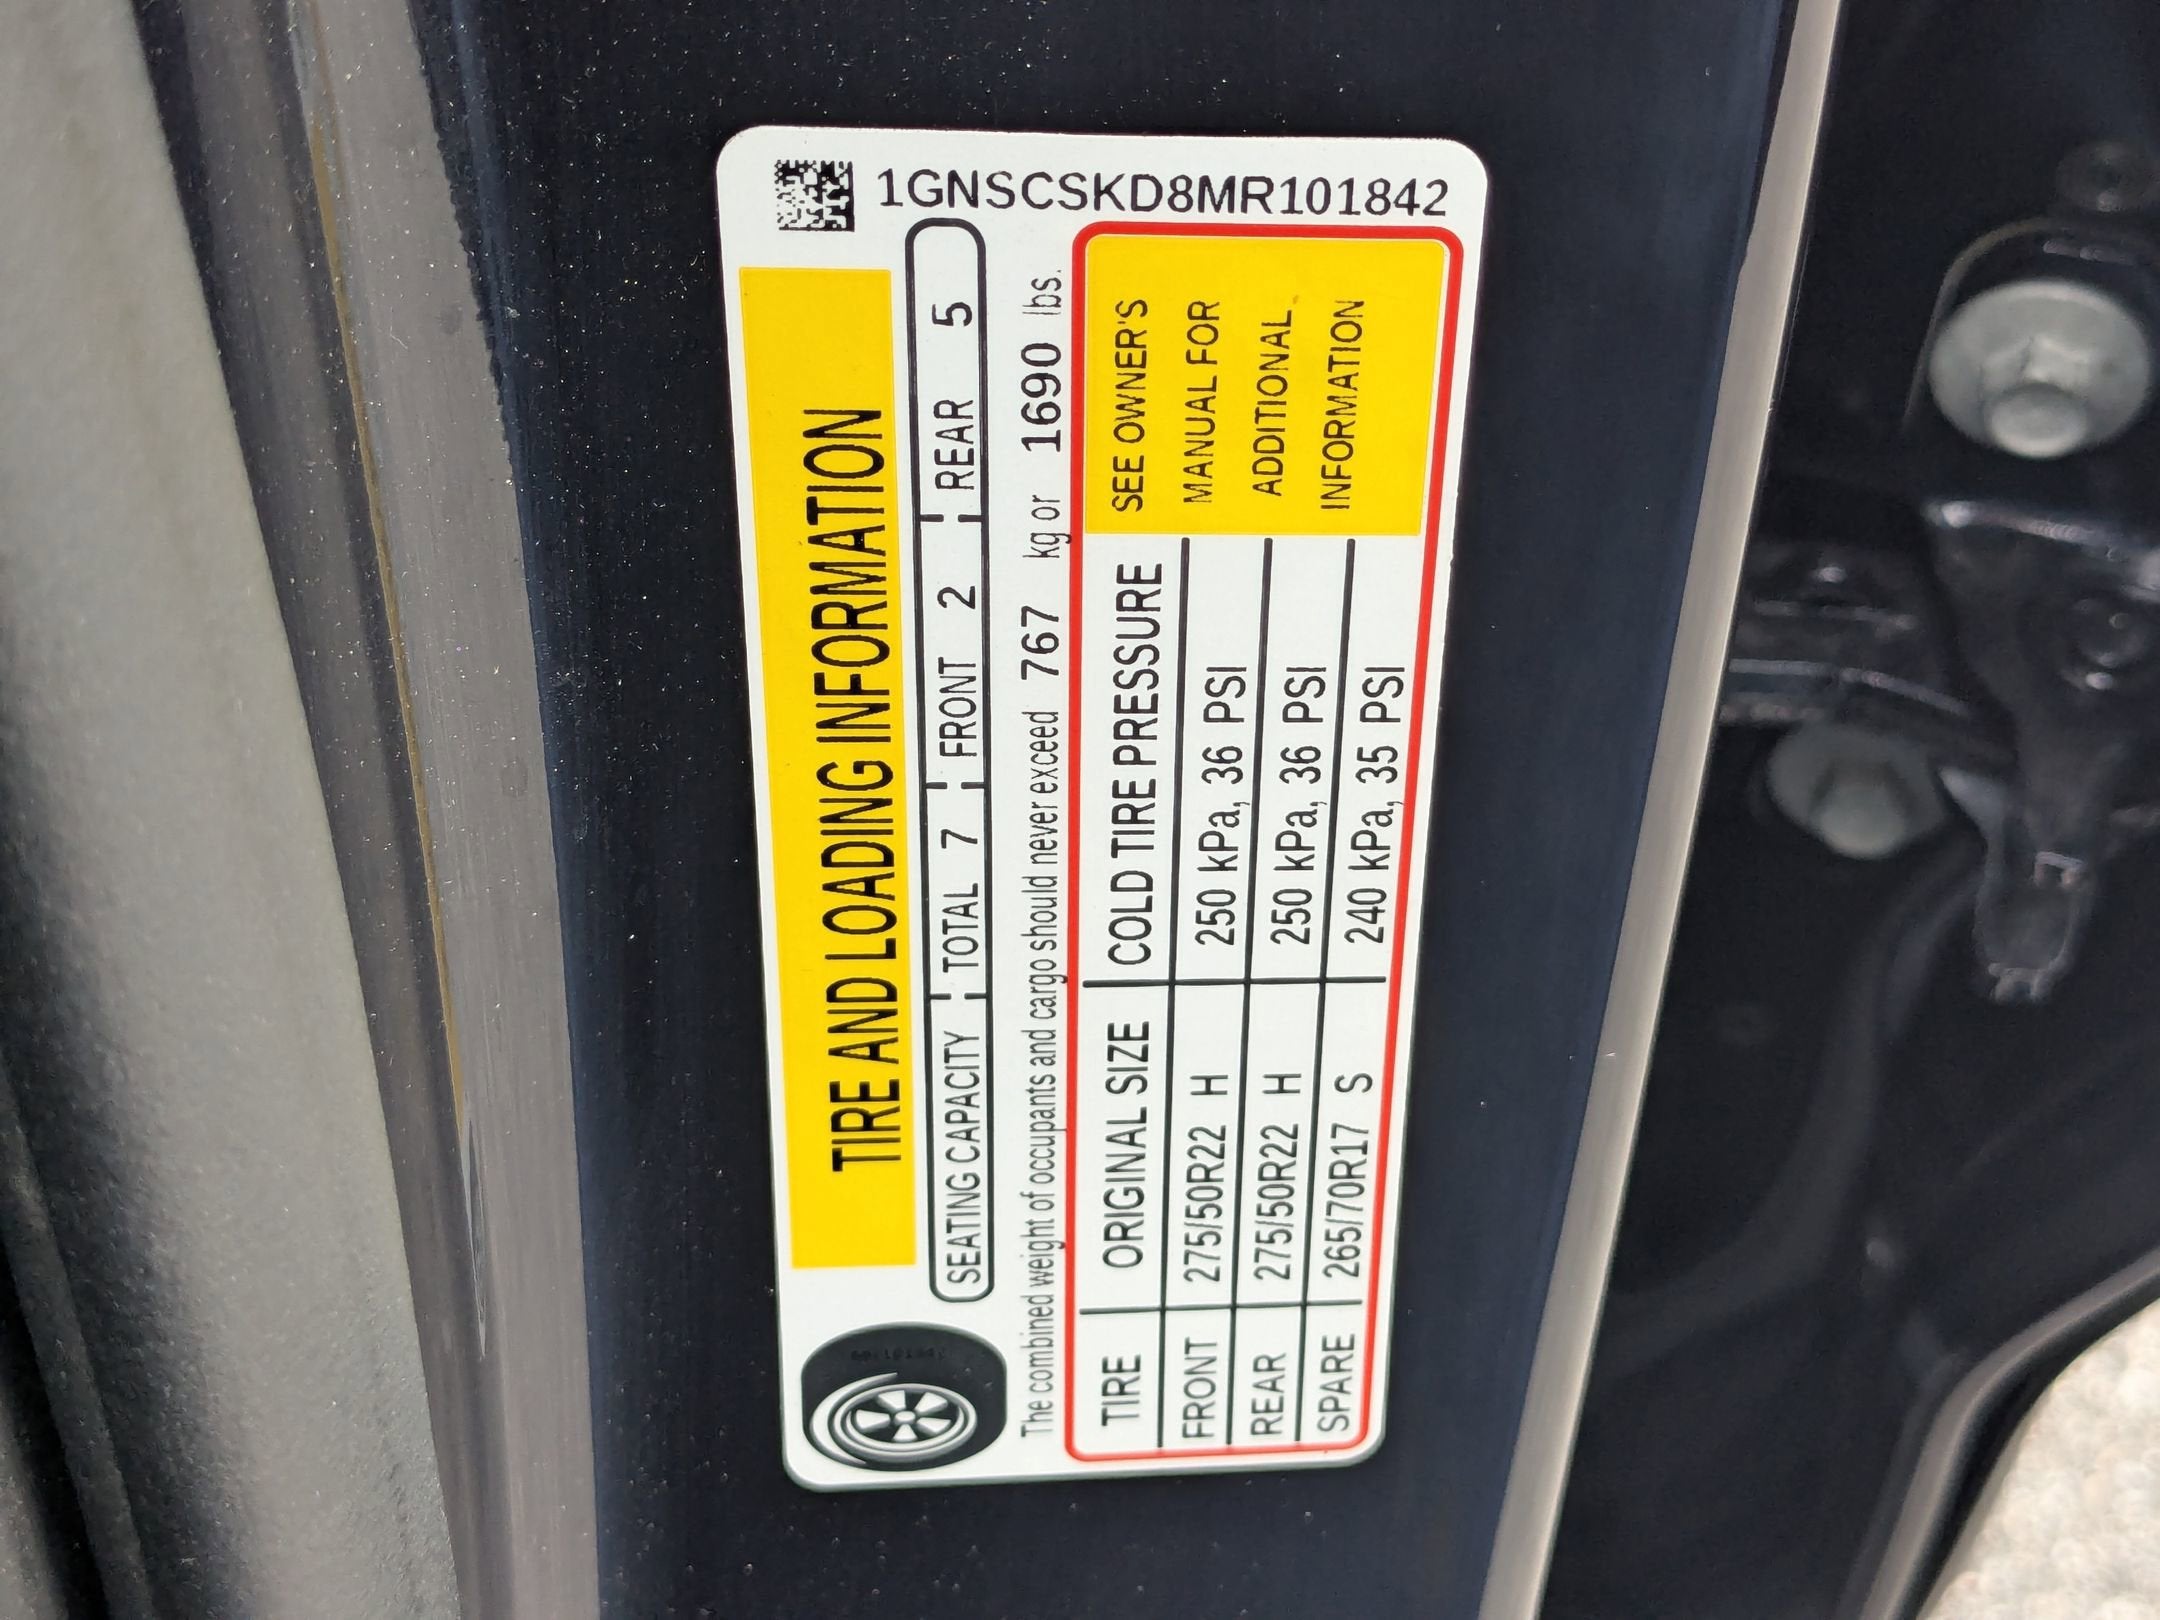 1GNSCSKD8MR101842
TIRE AND LOADING INFORMATION
SEATING CAPACITY TOTAL 7 FRONT 2 REAR 5
The combined weight of occupants and cargo should never exceed 767 kg or 1690 lbs.
TIRE ORIGINAL SIZE COLD TIRE PRESSURE
FRONT 275/50R22 H 250 kPa, 36 PSI
REAR 275/50R22 H 250 kPa, 36 PSI
SPARE 265/70R17 S 240 kPa, 35 PSI
SEE OWNER'S
MANUAL FOR
ADDITIONAL
INFORMATION